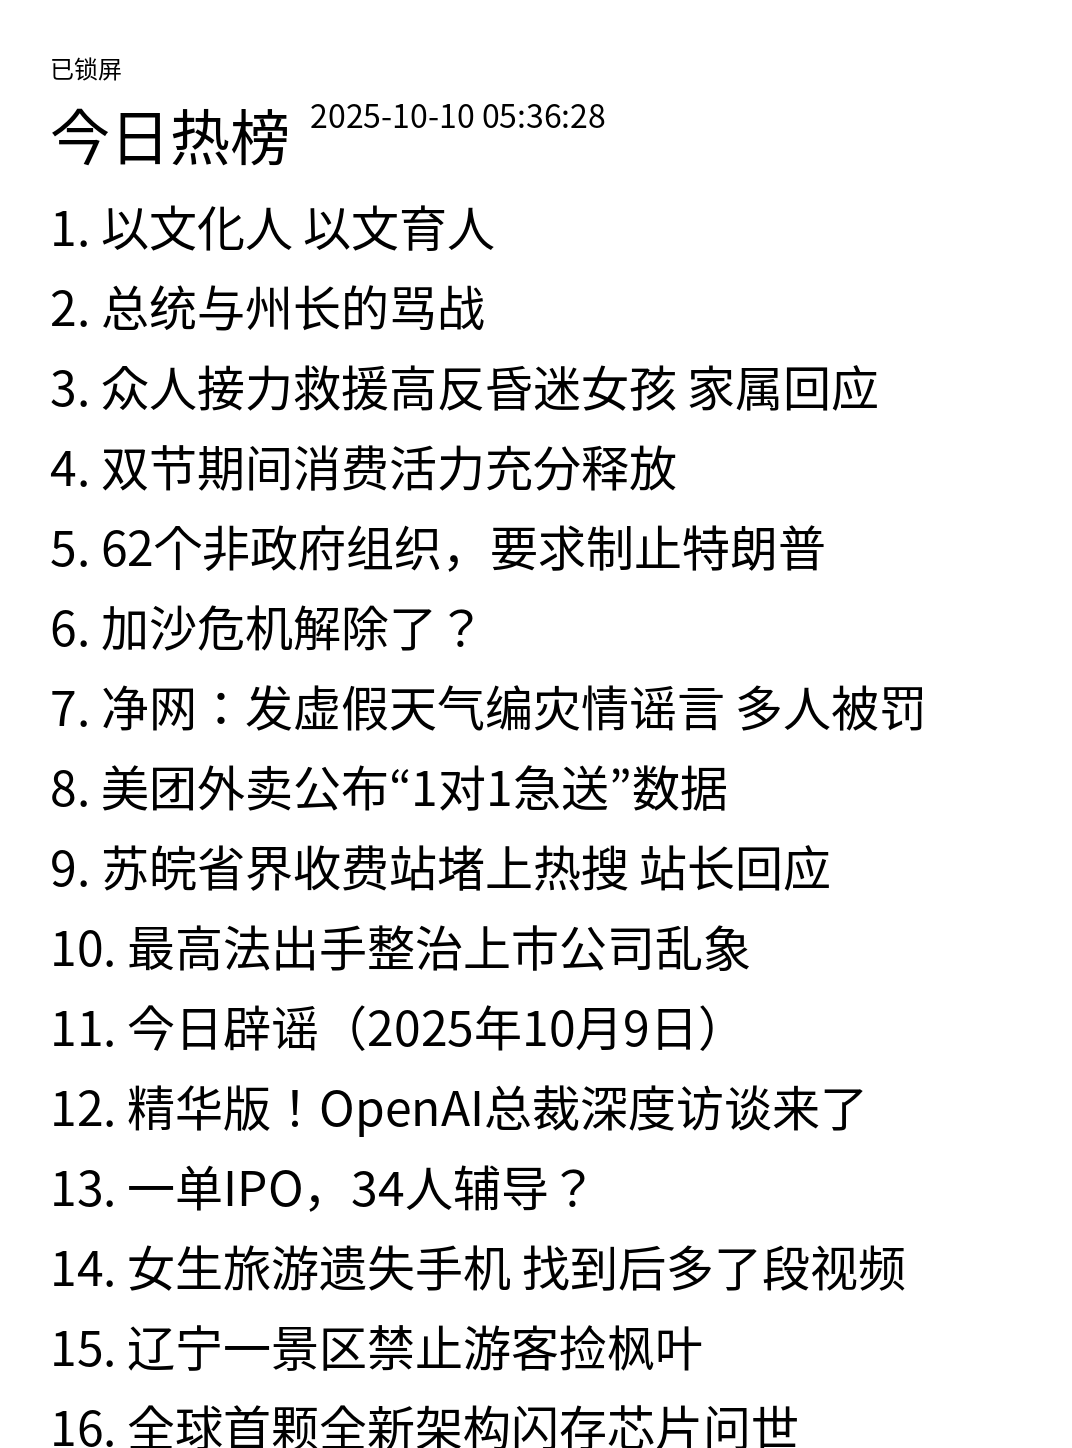 已锁屏
今日热榜 2025-10-10 05:36:28
1. 以文化人 以文育人
2. 总统与州长的骂战
3. 众人接力救援高反昏迷女孩 家属回应
4. 双节期间消费活力充分释放
5. 62个非政府组织，要求制止特朗普
6. 加沙危机解除了？
7. 净网：发虚假天气编灾情谣言 多人被罚
8. 美团外卖公布“1对1急送”数据
9. 苏皖省界收费站堵上热搜 站长回应
10. 最高法出手整治上市公司乱象
11. 今日辟谣（2025年10月9日）
12. 精华版！OpenAI总裁深度访谈来了
13. 一单IPO，34人辅导？
14. 女生旅游遗失手机 找到后多了段视频
15. 辽宁一景区禁止游客捡枫叶
16. 全球首颗全新架构闪存芯片问世